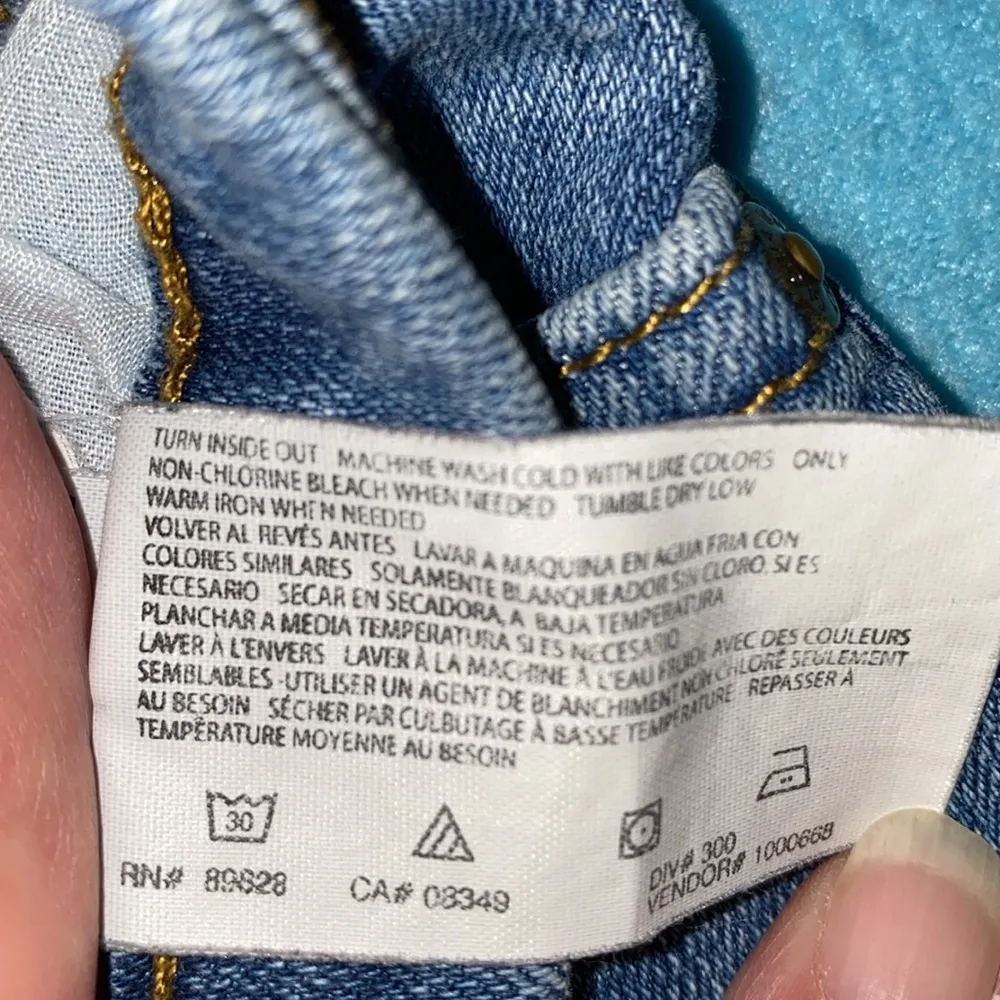 TURN INSIDE OUT MACHINE WASH COLD WITH LIKE COLORS ONLY
NON-CHLORINE BLEACH WHEN NEEDED TUMBLE DRY LOW
WARM IRON WHEN NEEDED
VOLVER AL REVÉS ANTES LAVAR A MAQUINA EN AGUA FRIA CON
COLORES SIMILARES SOLAMENTE BLANQUEADOR SIN CLORO, SI ES
NECESARIO SECAR EN SECADORA, A BAJA TEMPERATURA
PLANCHAR A MEDIA TEMPERATURA SI ES NECESARIO
LAVER À L'ENVERS LAVER À LA MACHINE À L'EAU FROIDE AVEC DES COULEURS
SEMBLABLES -UTILISER UN AGENT DE BLANCHIMENT NON CHLORÉ SEULEMENT
AU BESOIN SÉCHER PAR CULBUTAGE À BASSE TEMPÉRATURE REPASSER À
TEMPÉRATURE MOYENNE AU BESOIN
30
RN# 89628 CA# 08349
DIV# 300
VENDOR# 1000668